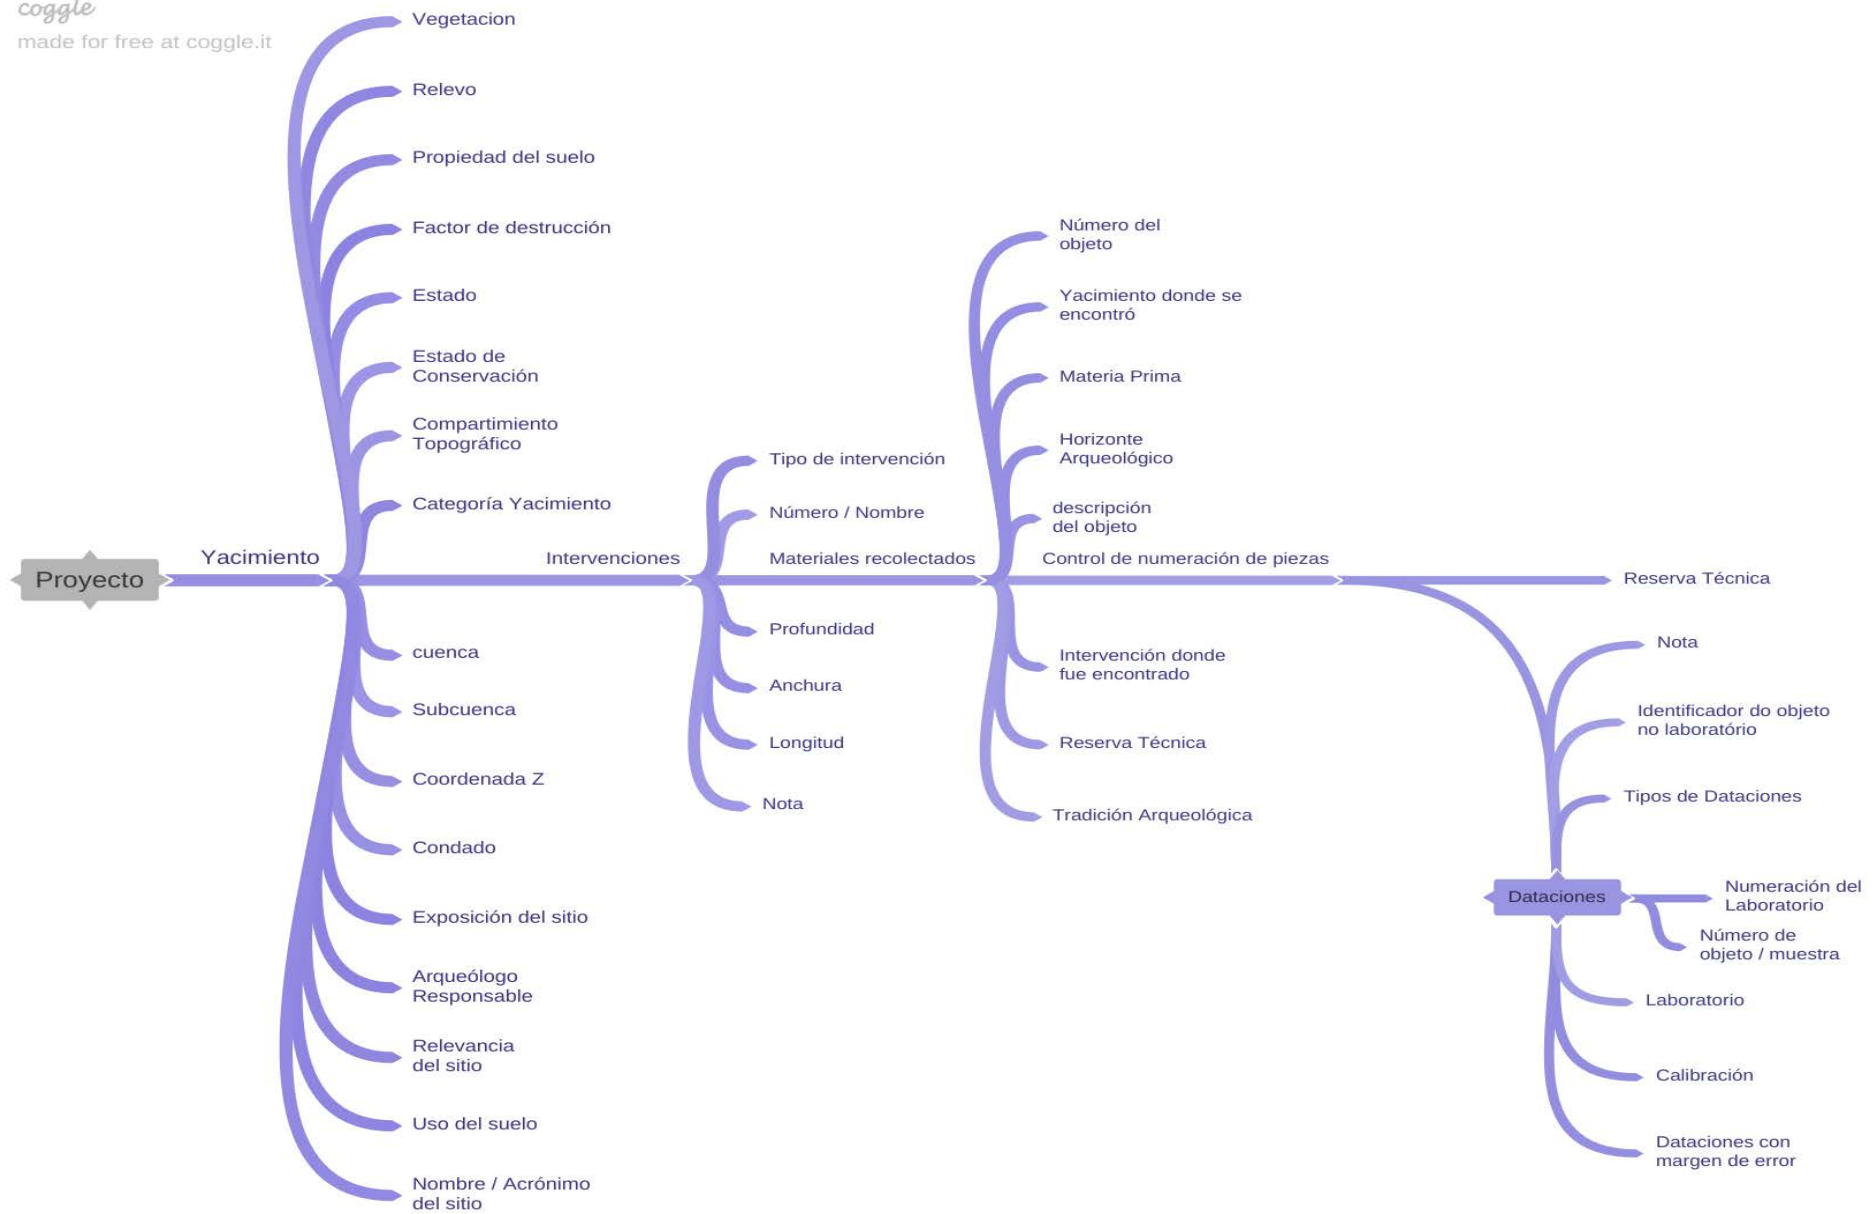 coggle
made for free at coggle.it
Vegetacion
Relevo
Propiedad del suelo
Factor de destrucción
Estado
Estado de
Conservación
Compartimiento
Topográfico
Categoría Yacimiento
Proyecto
Yacimiento
Intervenciones
cuenca
Subcuenca
Coordenada Z
Condado
Exposición del sitio
Arqueólogo
Responsable
Relevancia
del sitio
Uso del suelo
Nombre / Acrónimo
del sitio
Tipo de intervención
Número / Nombre
Materiales recolectados
Profundidad
Anchura
Longitud
Nota
Número del
objeto
Yacimiento donde se
encontró
Materia Prima
Horizonte
Arqueológico
descripción
del objeto
Control de numeración de piezas
Intervención donde
fue encontrado
Reserva Técnica
Tradición Arqueológica
Reserva Técnica
Nota
Identificador do objeto
no laboratório
Tipos de Dataciones
Dataciones
Numeración del
Laboratorio
Número de
objeto / muestra
Laboratorio
Calibración
Dataciones con
margen de error